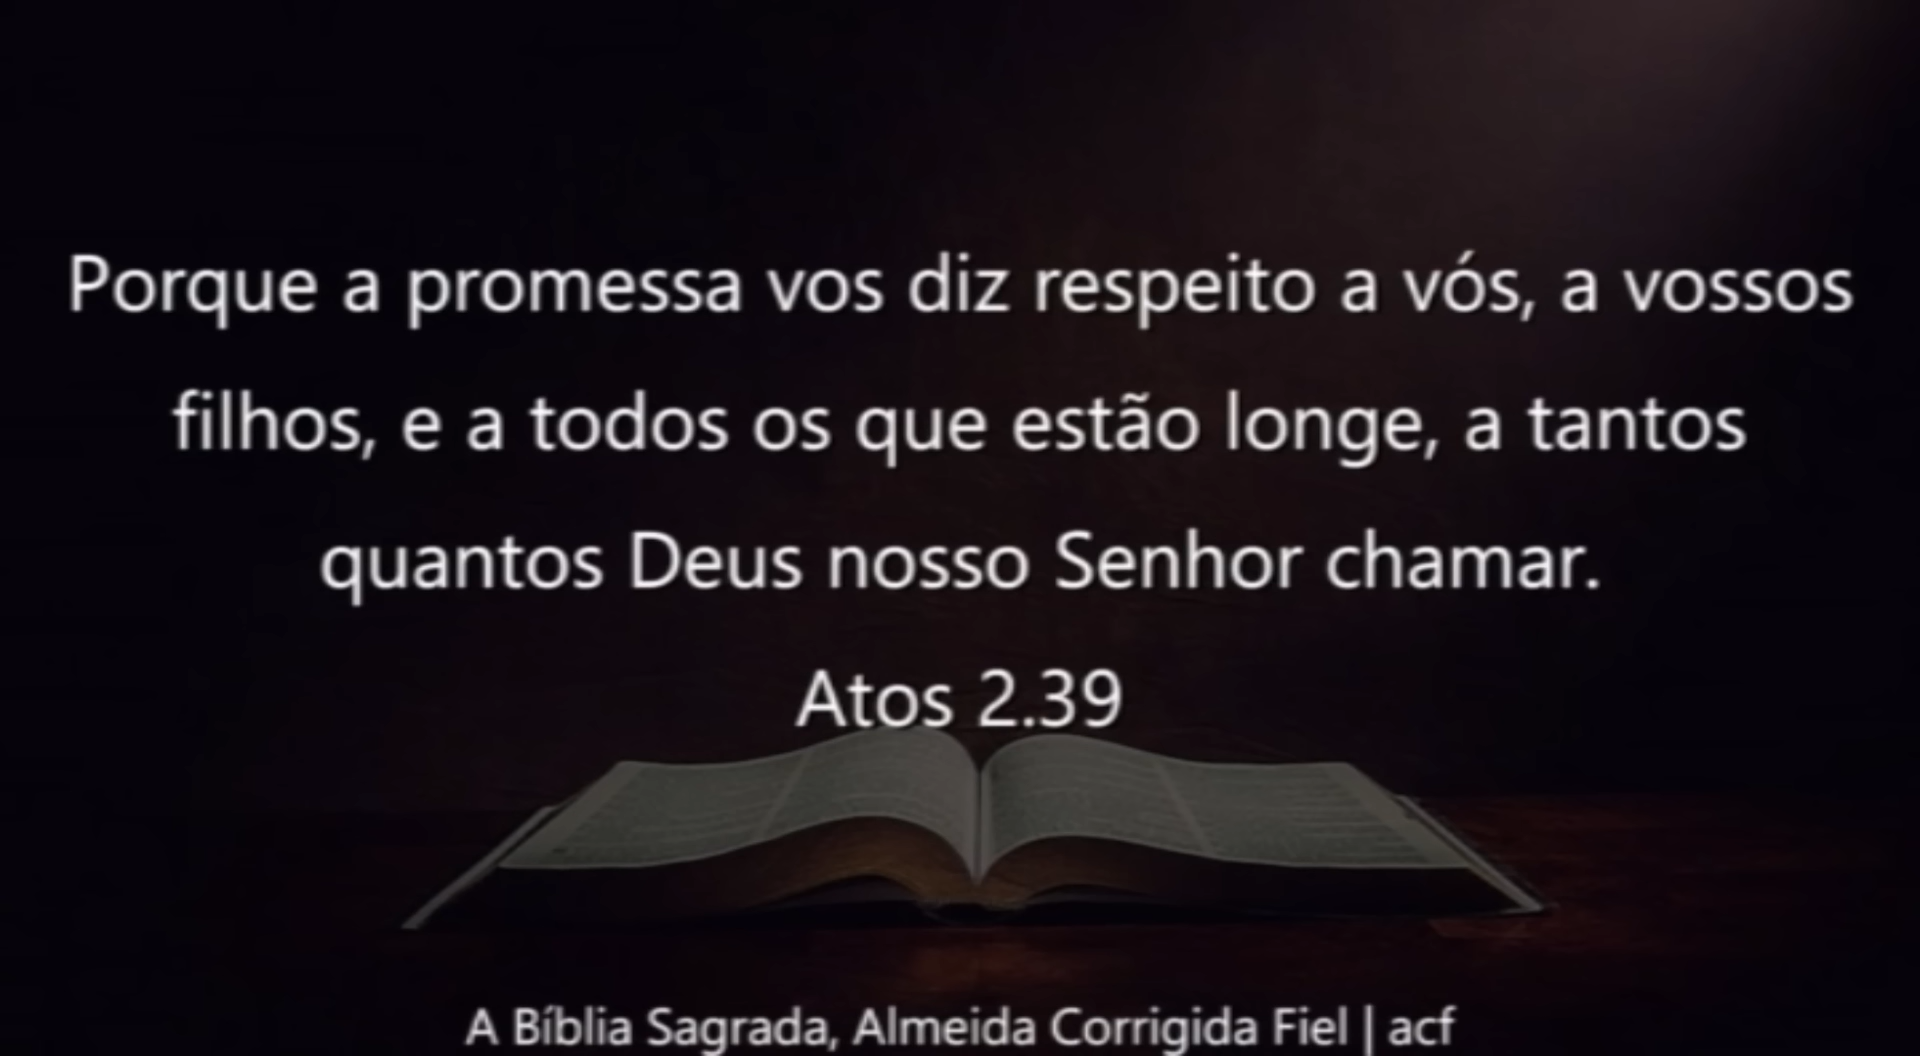 Porque a promessa vos diz respeito a vós, a vossos
filhos, e a todos os que estão longe, a tantos
quantos Deus nosso Senhor chamar.
Atos 2.39
A Bíblia Sagrada, Almeida Corrigida Fiel | acf